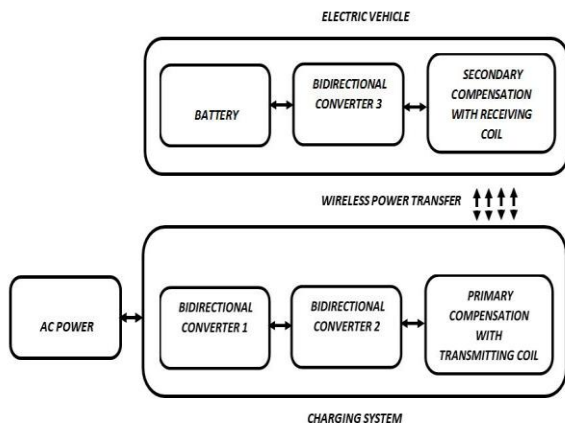 ELECTRIC VEHICLE
BATTERY
BIDIRECTIONAL
CONVERTER 3
SECONDARY
COMPENSATION
WITH RECEIVING
COIL
WIRELESS POWER TRANSFER
AC POWER
BIDIRECTIONAL
CONVERTER 1
BIDIRECTIONAL
CONVERTER 2
PRIMARY
COMPENSATION
WITH
TRANSMITTING COIL
CHARGING SYSTEM